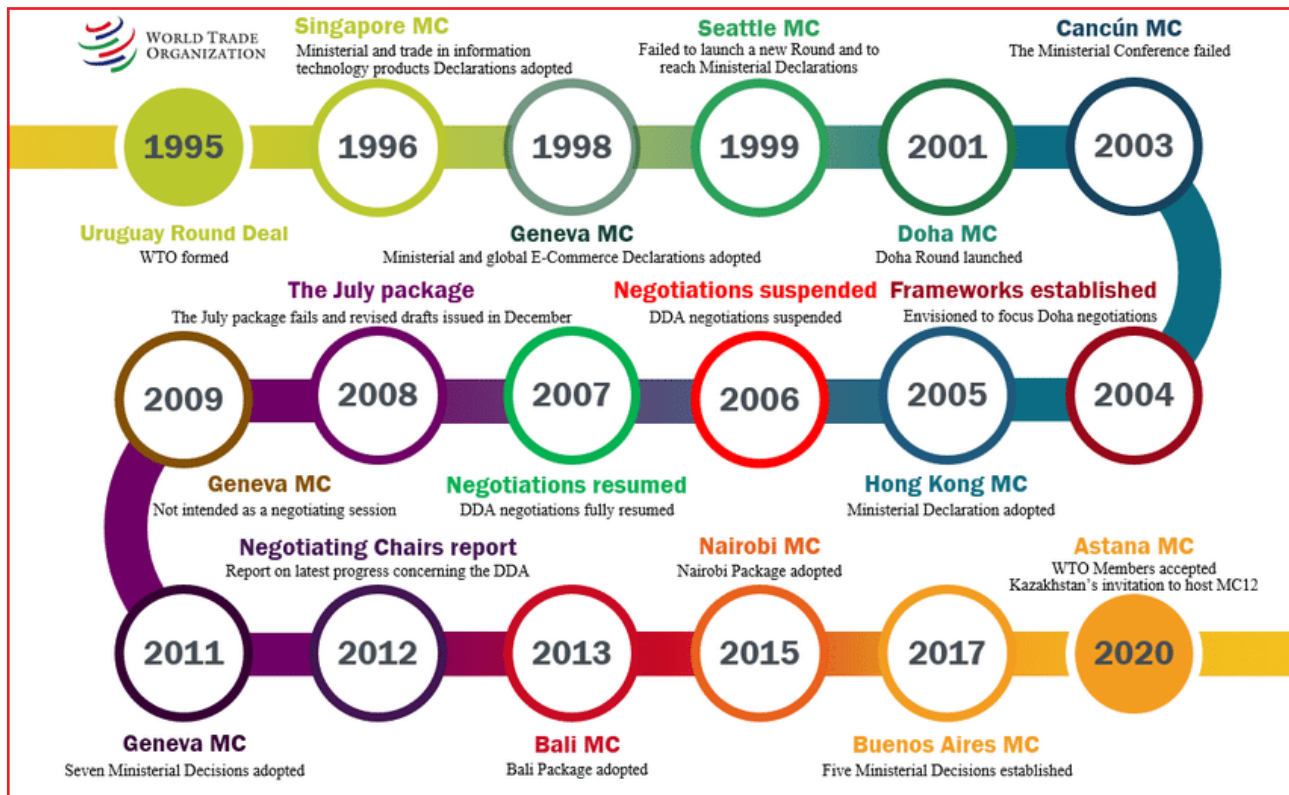 WORLD TRADE
ORGANIZATION
Singapore MC
Ministerial and trade in information
technology products Declarations adopted
Seattle MC
Failed to launch a new Round and to
reach Ministerial Declarations
Cancún MC
The Ministerial Conference failed
1995
1996
1998
1999
2001
2003
Uruguay Round Deal
WTO formed
Geneva MC
Ministerial and global E-Commerce Declarations adopted
Doha MC
Doha Round launched
The July package
The July package fails and revised drafts issued in December
Negotiations suspended
DDA negotiations suspended
Frameworks established
Envisioned to focus Doha negotiations
2009
2008
2007
2006
2005
2004
Geneva MC
Not intended as a negotiating session
Negotiations resumed
DDA negotiations fully resumed
Hong Kong MC
Ministerial Declaration adopted
Negotiating Chairs report
Report on latest progress concerning the DDA
Nairobi MC
Nairobi Package adopted
Astana MC
WTO Members accepted
Kazakhstan's invitation to host MC12
2011
2012
2013
2015
2017
2020
Geneva MC
Seven Ministerial Decisions adopted
Bali MC
Bali Package adopted
Buenos Aires MC
Five Ministerial Decisions established